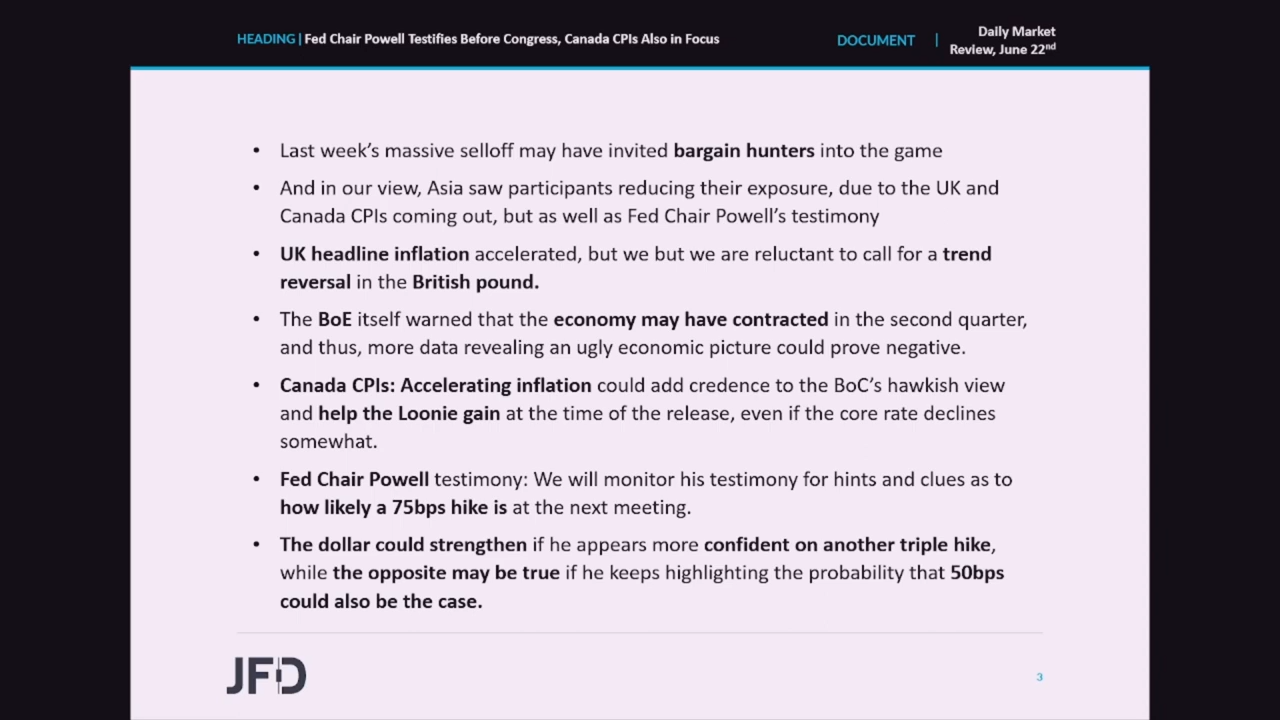 HEADING | Fed Chair Powell Testifies Before Congress, Canada CPIs Also in Focus
DOCUMENT | Daily Market
Review, June 22nd
• Last week’s massive selloff may have invited bargain hunters into the game
• And in our view, Asia saw participants reducing their exposure, due to the UK and
Canada CPIs coming out, but as well as Fed Chair Powell’s testimony
• UK headline inflation accelerated, but we but we are reluctant to call for a trend
reversal in the British pound.
• The BoE itself warned that the economy may have contracted in the second quarter,
and thus, more data revealing an ugly economic picture could prove negative.
• Canada CPIs: Accelerating inflation could add credence to the BoC’s hawkish view
and help the Loonie gain at the time of the release, even if the core rate declines
somewhat.
• Fed Chair Powell testimony: We will monitor his testimony for hints and clues as to
how likely a 75bps hike is at the next meeting.
• The dollar could strengthen if he appears more confident on another triple hike,
while the opposite may be true if he keeps highlighting the probability that 50bps
could also be the case.
JFD
3